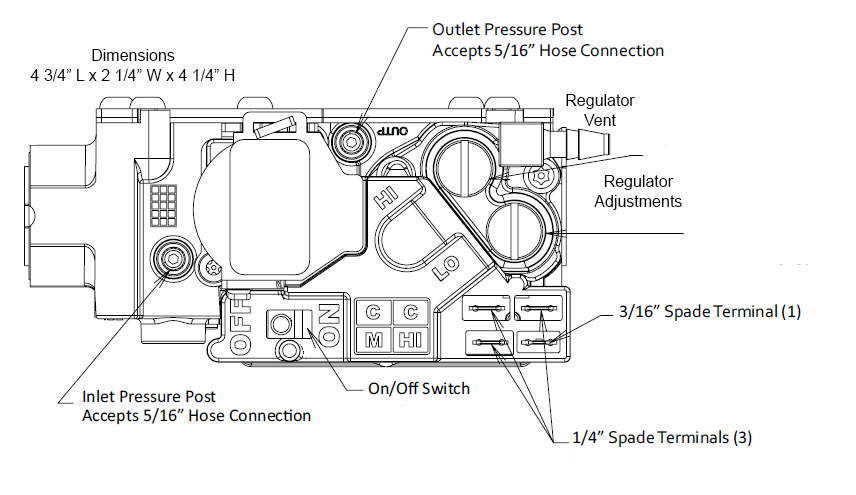 Outlet Pressure Post
Accepts 5/16” Hose Connection
Dimensions
4 3/4” L x 2 1/4” W x 4 1/4” H
Regulator
Vent
OUTP
Regulator
Adjustments
HI
LO
OFF
ON
C C
M HI
3/16” Spade Terminal (1)
On/Off Switch
Inlet Pressure Post
Accepts 5/16” Hose Connection
1/4” Spade Terminals (3)